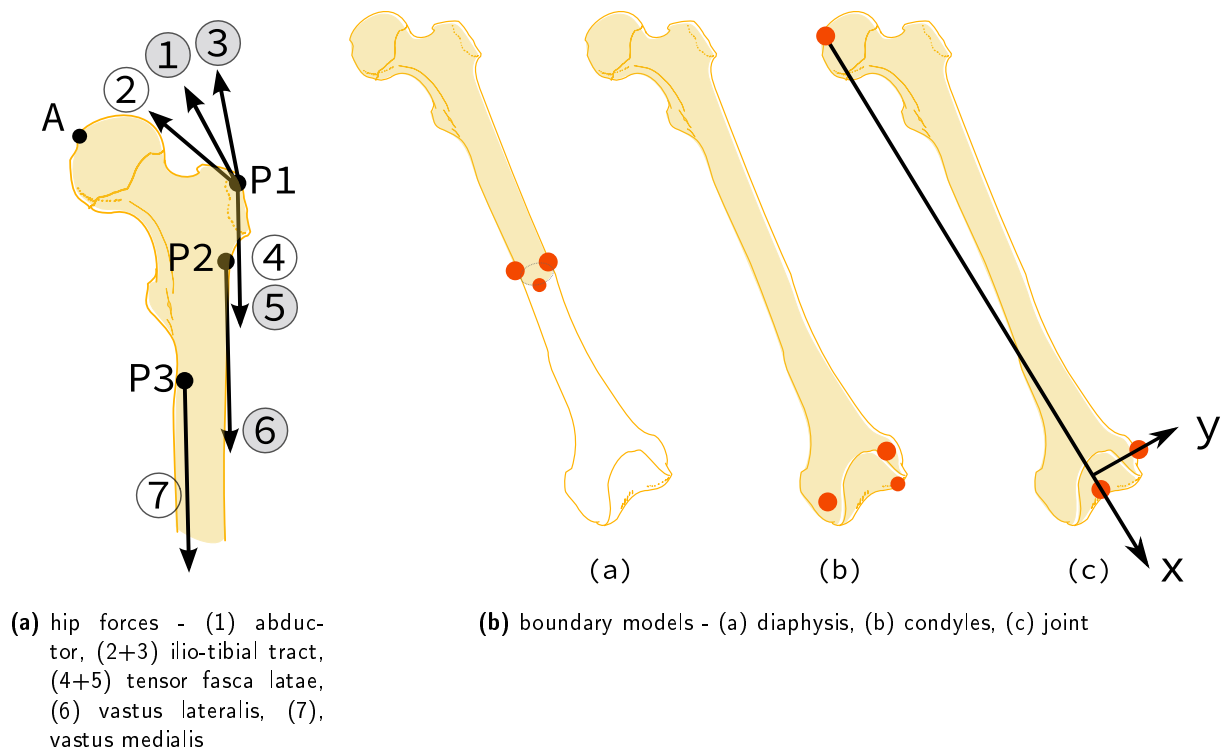 3
1
2
A
P1
P2
4
5
P3
6
7
y
x
(a)
(b)
(c)
(a) hip forces - (1) abduc-
tor, (2+3) ilio-tibial tract,
(4+5) tensor fasca latae,
(6) vastus lateralis, (7),
vastus medialis
(b) boundary models - (a) diaphysis, (b) condyles, (c) joint